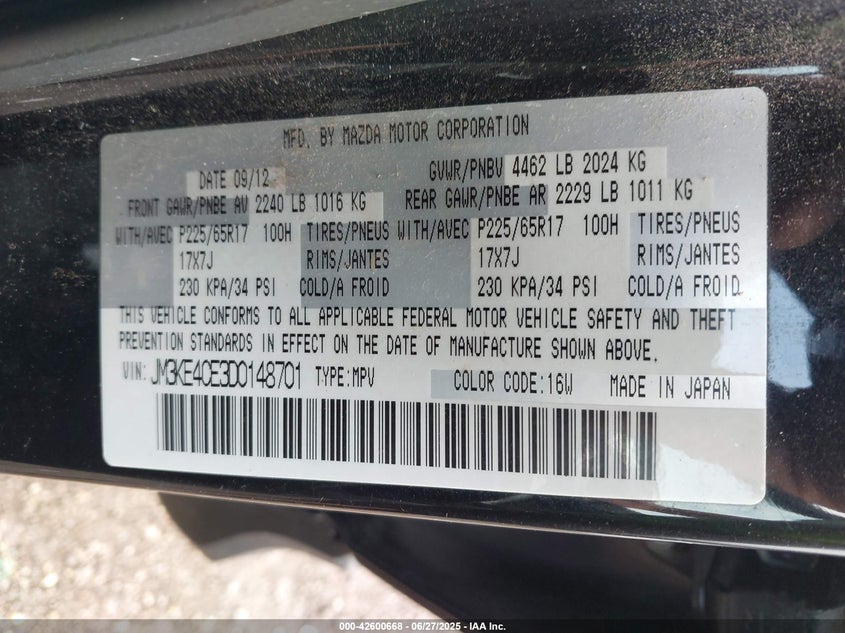 MFD. BY MAZDA MOTOR CORPORATION
DATE 09/12 GVWR/PNBV 4462 LB 2024 KG
FRONT GAWR/PNBE AV 2240 LB 1016 KG REAR GAWR/PNBE AR 2229 LB 1011 KG
WITH/AVEC P225/65R17 100H TIRES/PNEUS WITH/AVEC P225/65R17 100H TIRES/PNEUS
17X7J RIMS/JANTES 17X7J RIMS/JANTES
230 KPA/34 PSI COLD/A FROID 230 KPA/34 PSI COLD/A FROID
THIS VEHICLE CONFORMS TO ALL APPLICABLE FEDERAL MOTOR VEHICLE SAFETY AND THEFT
PREVENTION STANDARDS IN EFFECT ON THE DATE OF MANUFACTURE SHOWN ABOVE.
VIN: JM3KE4CE3D0148701 TYPE:MPV COLOR CODE:16W MADE IN JAPAN
000-42600668 - 06/27/2025 - IAA Inc.